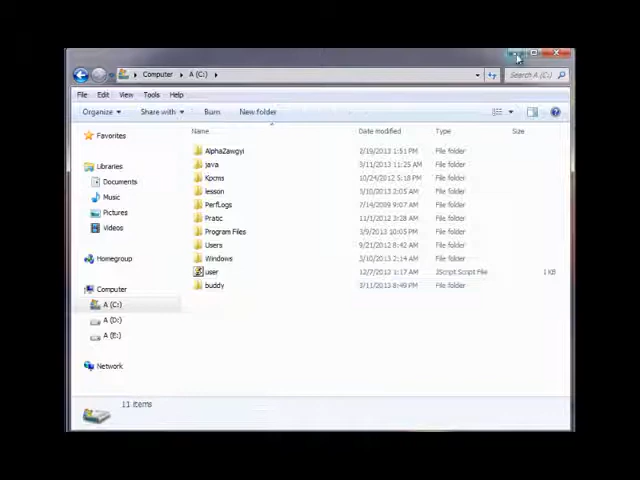 Computer A (C:) Search A (C:)
File Edit View Tools Help
Organize Share with Burn New folder
Name Date modified Type Size
Favorites
Libraries
Documents
Music
Pictures
Videos
Homegroup
Computer
A (C:)
A (D:)
A (E:)
Network
AlphaZawgyi 2/19/2013 1:51 PM File folder
java 3/11/2013 11:25 AM File folder
Kpcms 10/24/2012 5:18 PM File folder
lesson 3/10/2013 2:05 AM File folder
PerfLogs 7/14/2009 9:07 AM File folder
Pratic 11/1/2012 3:28 AM File folder
Program Files 3/9/2013 10:05 PM File folder
Users 9/21/2012 8:42 AM File folder
Windows 3/10/2013 2:14 AM File folder
user 12/7/2013 1:17 AM JScript Script File 1 KB
buddy 3/11/2013 8:49 PM File folder
11 items